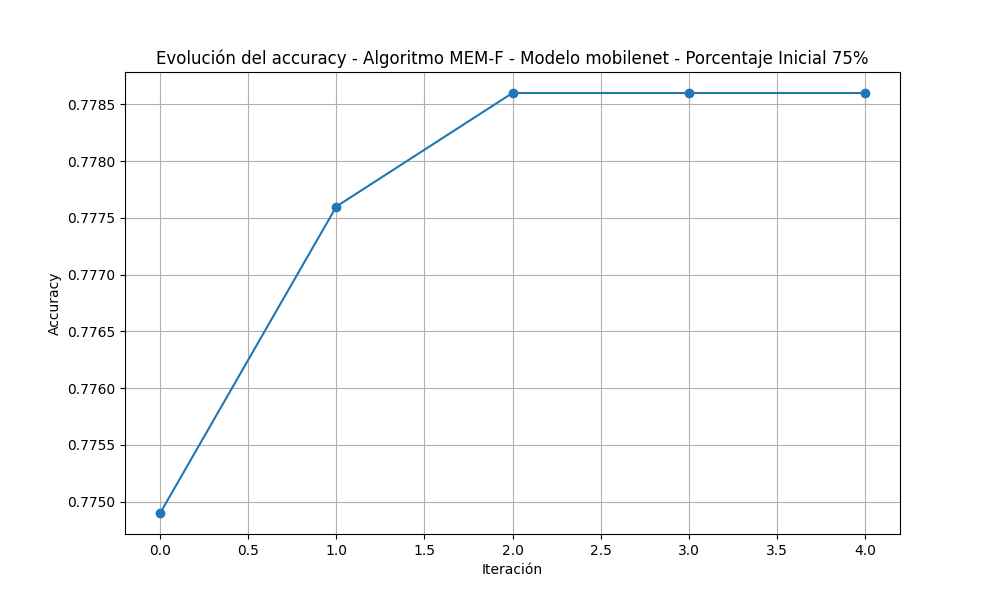 Evolución del accuracy - Algoritmo MEM-F - Modelo mobilenet - Porcentaje Inicial 75%
Accuracy
0.7785
0.7780
0.7775
0.7770
0.7765
0.7760
0.7755
0.7750
0.0 0.5 1.0 1.5 2.0 2.5 3.0 3.5 4.0
Iteración